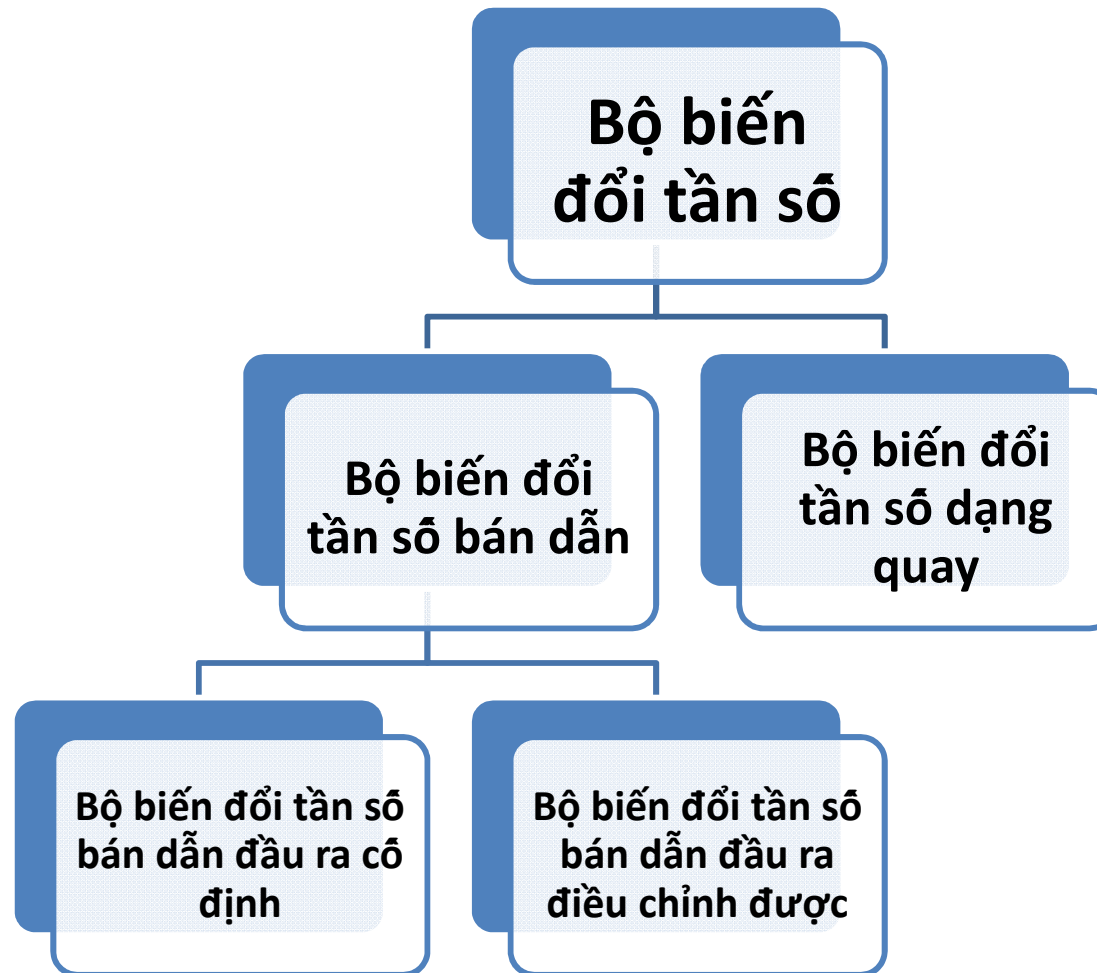 Bộ biến
đổi tần số
Bộ biến đổi
tần số bán dẫn
Bộ biến đổi
tần số dạng
quay
Bộ biến đổi tần số
bán dẫn đầu ra cố
định
Bộ biến đổi tần số
bán dẫn đầu ra
điều chỉnh được